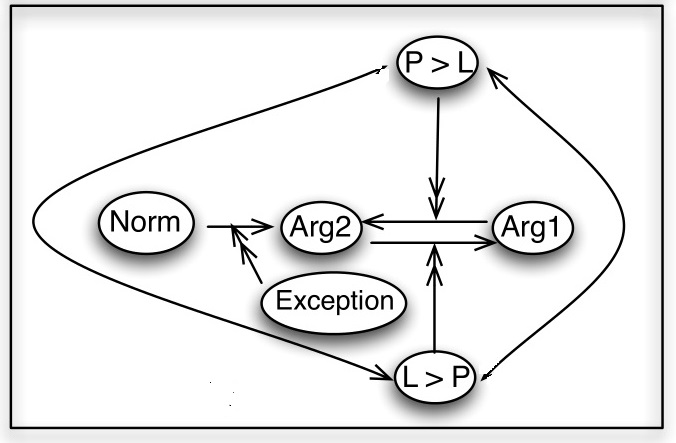 P > L
Norm
Arg2
Arg1
Exception
L > P